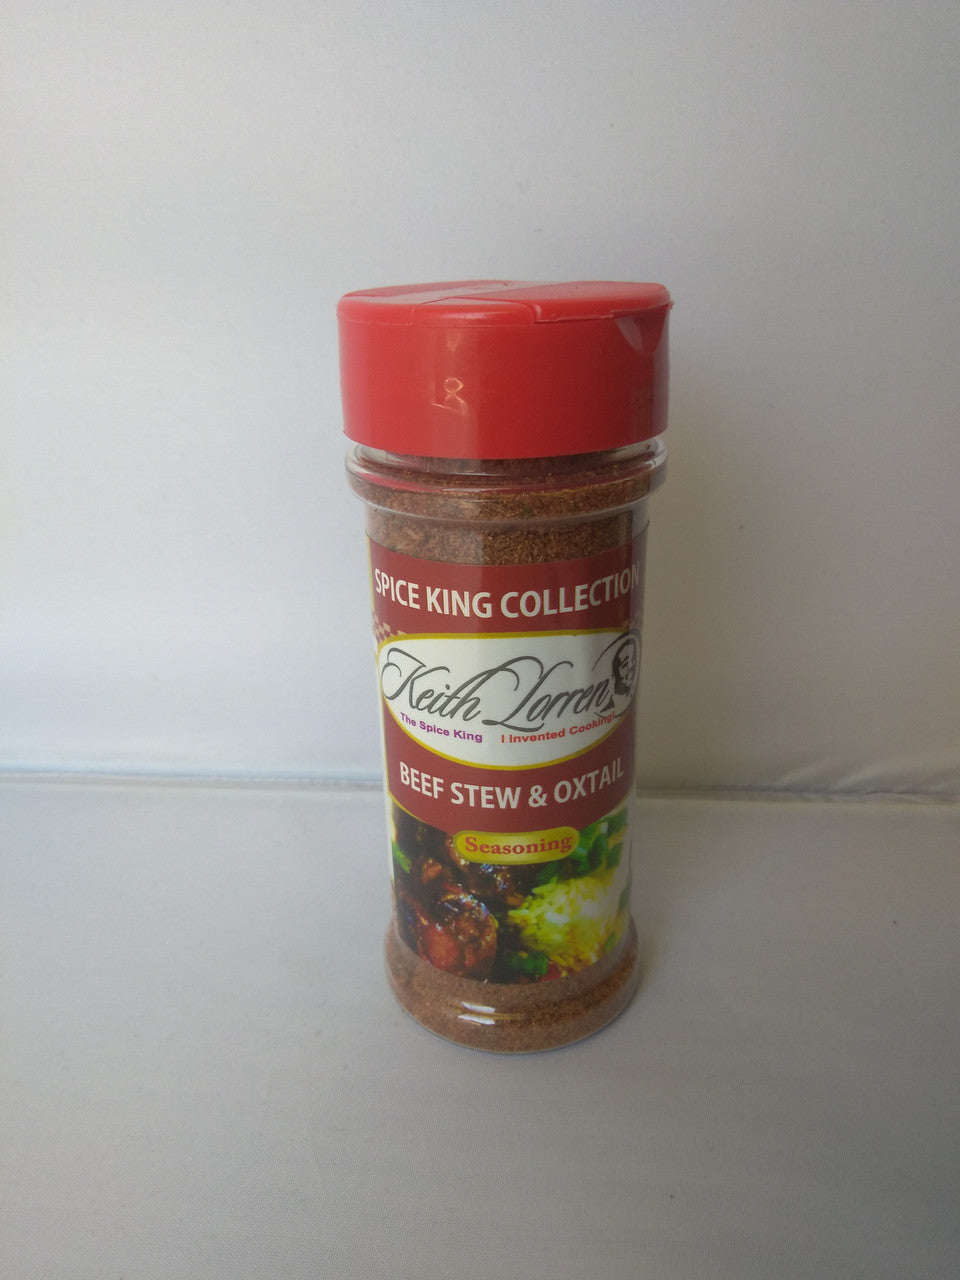 SPICE KING COLLECTION
Keith Lorren
The Spice King I Invented Cooking!
BEEF STEW & OXTAIL
Seasoning